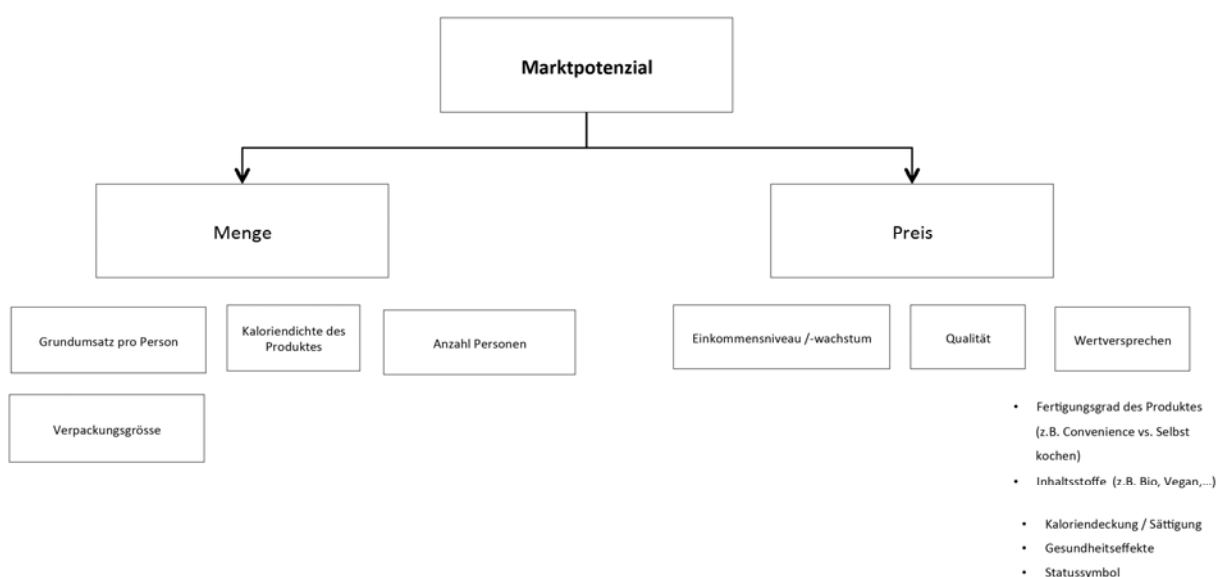 Marktpotenzial
Menge
Preis
Grundumsatz pro Person
Kaloriendichte des
Produktes
Anzahl Personen
Einkommensniveau /-wachstum
Qualität
Wertversprechen
Verpackungsgrösse
• Fertigungsgrad des Produktes
(z.B. Convenience vs. Selbst
kochen)
• Inhaltsstoffe (z.B. Bio, Vegan,...)
• Kaloriendeckung / Sättigung
• Gesundheitseffekte
• Statussymbol